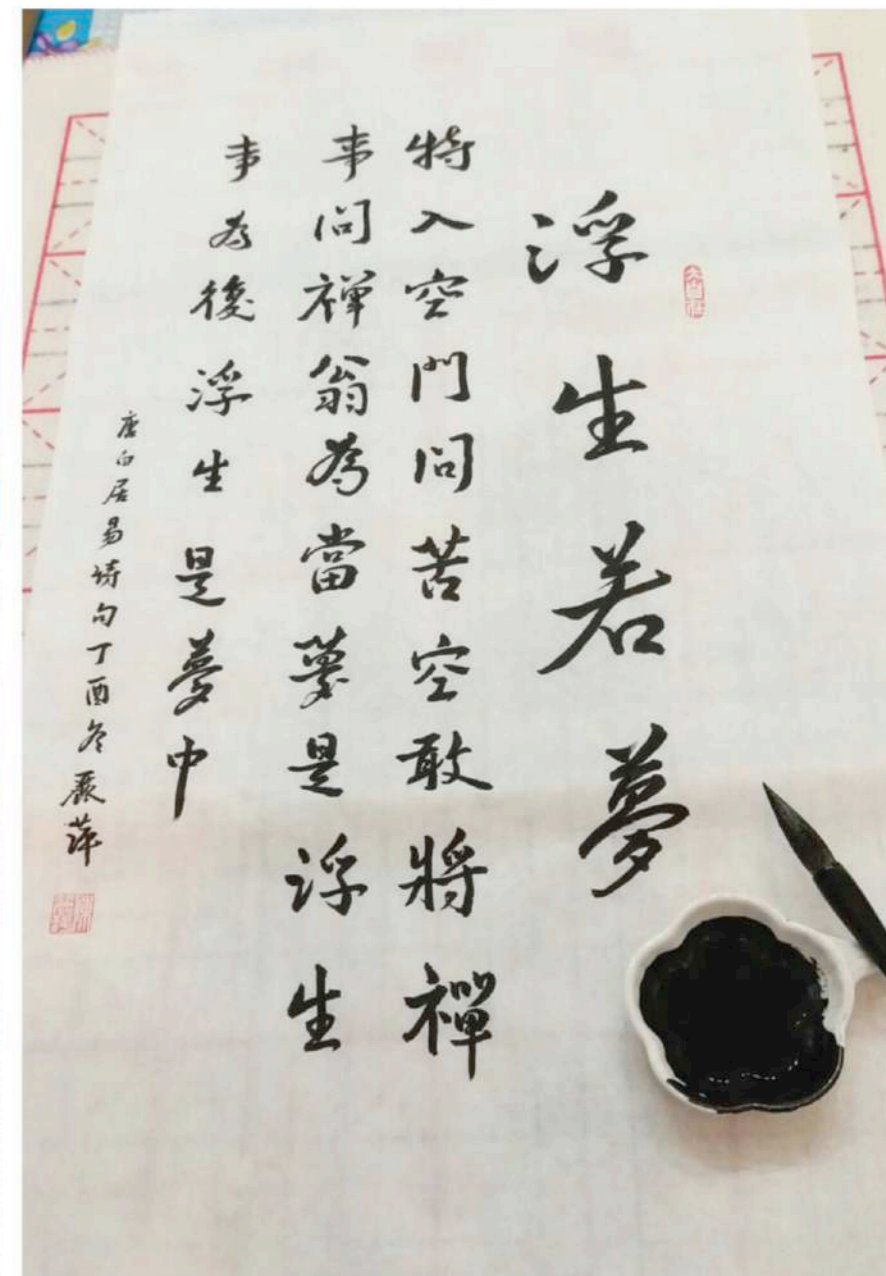 浮生若夢
特入空門問苦空敢將禪
事問禪翁為當夢是浮生
事為後浮生是夢中
唐白居易詩句丁酉冬嚴萍